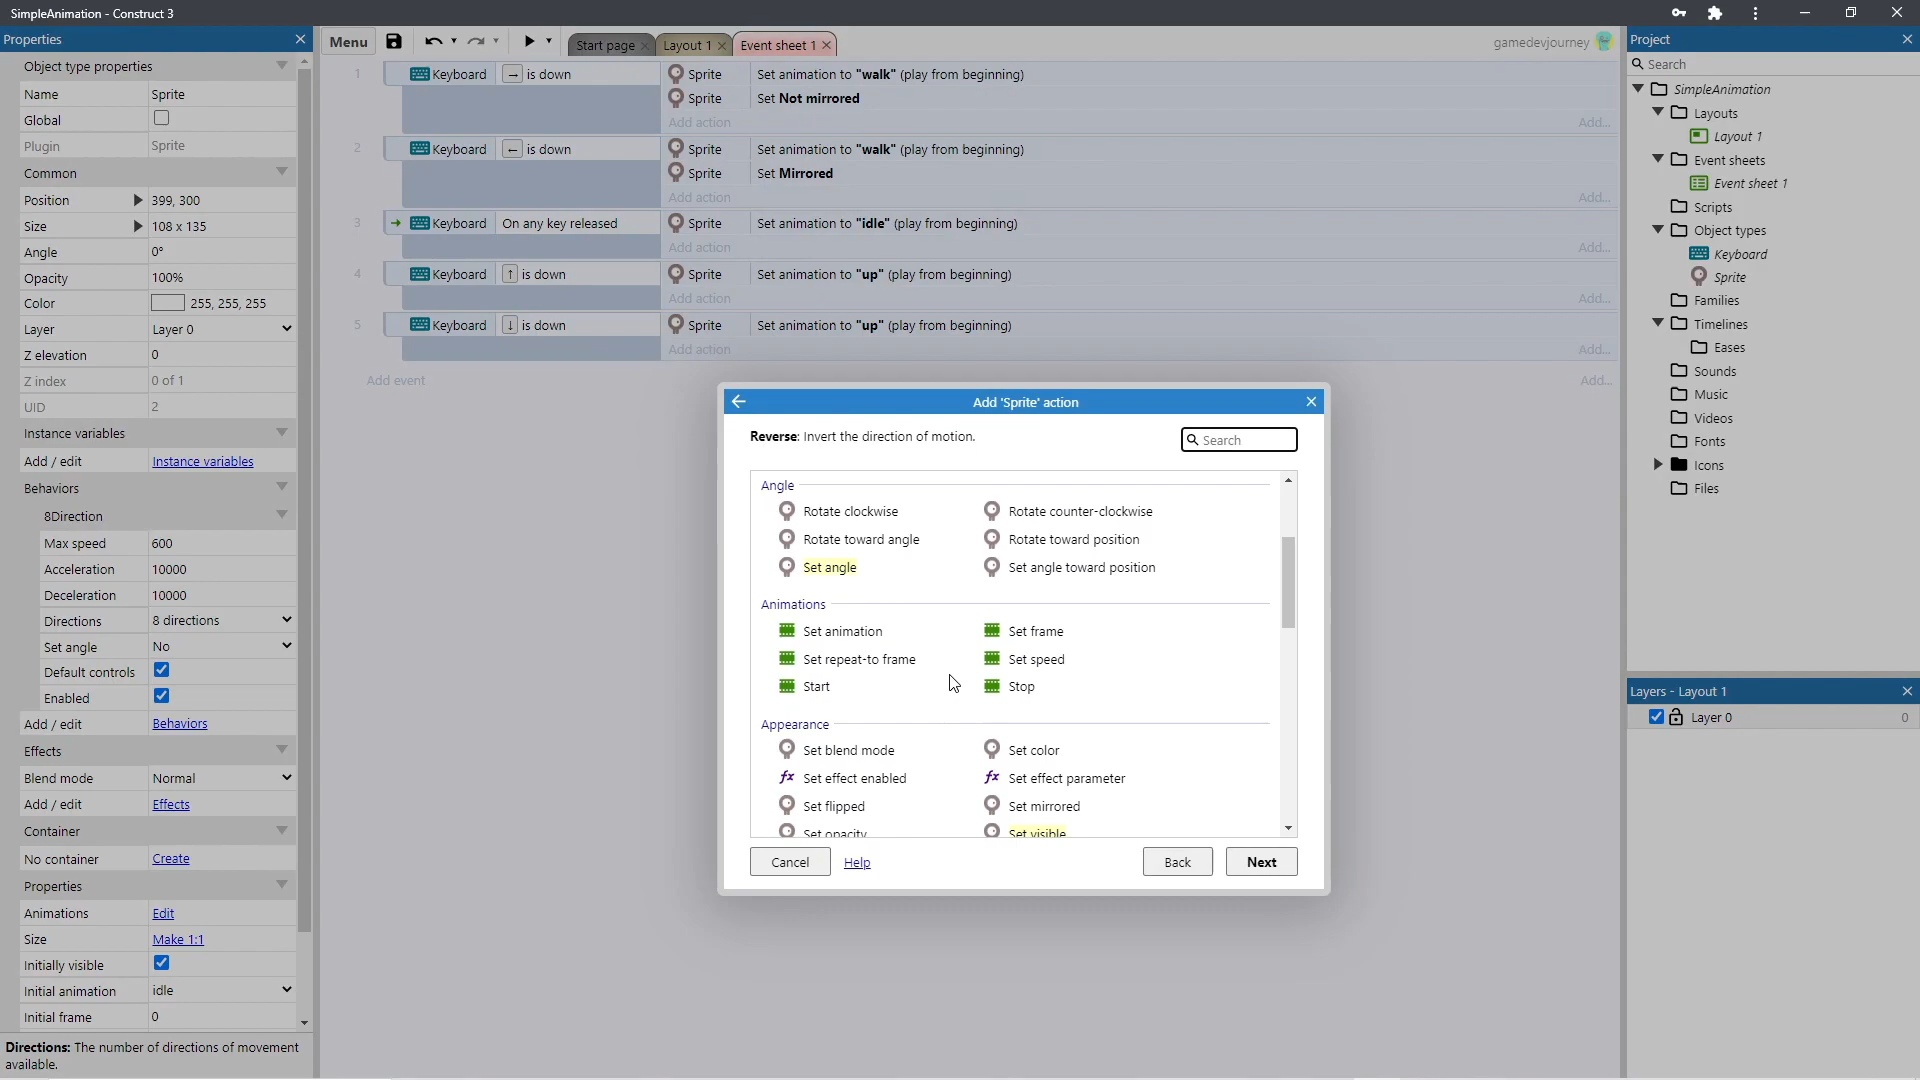 SimpleAnimation - Construct 3
Properties
Object type properties
Name Sprite
Global
Plugin Sprite
Common
Position 399, 300
Size 108 x 135
Angle 0°
Opacity 100%
Color 255, 255, 255
Layer Layer 0
Z elevation 0
Z index 0 of 1
UID 2
Instance variables
Add / edit Instance variables
Behaviors
8Direction
Max speed 600
Acceleration 10000
Deceleration 10000
Directions 8 directions
Set angle No
Default controls
Enabled
Add / edit Behaviors
Effects
Blend mode Normal
Add / edit Effects
Container
No container Create
Properties
Animations Edit
Size Make 1:1
Initially visible
Initial animation idle
Initial frame 0
Directions: The number of directions of movement
available.
Menu Start page Layout 1 Event sheet 1 gamedevjourney
1 Keyboard → is down Sprite Set animation to "walk" (play from beginning)
Sprite Set Not mirrored
Add action Add...
2 Keyboard ← is down Sprite Set animation to "walk" (play from beginning)
Sprite Set Mirrored
Add action Add...
3 Keyboard On any key released Sprite Set animation to "idle" (play from beginning)
Add action Add...
4 Keyboard ↑ is down Sprite Set animation to "up" (play from beginning)
Add action Add...
5 Keyboard ↓ is down Sprite Set animation to "up" (play from beginning)
Add action Add...
Add event Add...
Add 'Sprite' action
Reverse: Invert the direction of motion. Search
Angle
Rotate clockwise Rotate counter-clockwise
Rotate toward angle Rotate toward position
Set angle Set angle toward position
Animations
Set animation Set frame
Set repeat-to frame Set speed
Start Stop
Appearance
Set blend mode Set color
fx Set effect enabled fx Set effect parameter
Set flipped Set mirrored
Set opacity Set visible
Cancel Help Back Next
Project
Search
SimpleAnimation
Layouts
Layout 1
Event sheets
Event sheet 1
Scripts
Object types
Keyboard
Sprite
Families
Timelines
Eases
Sounds
Music
Videos
Fonts
Icons
Files
Layers - Layout 1
Layer 0 0